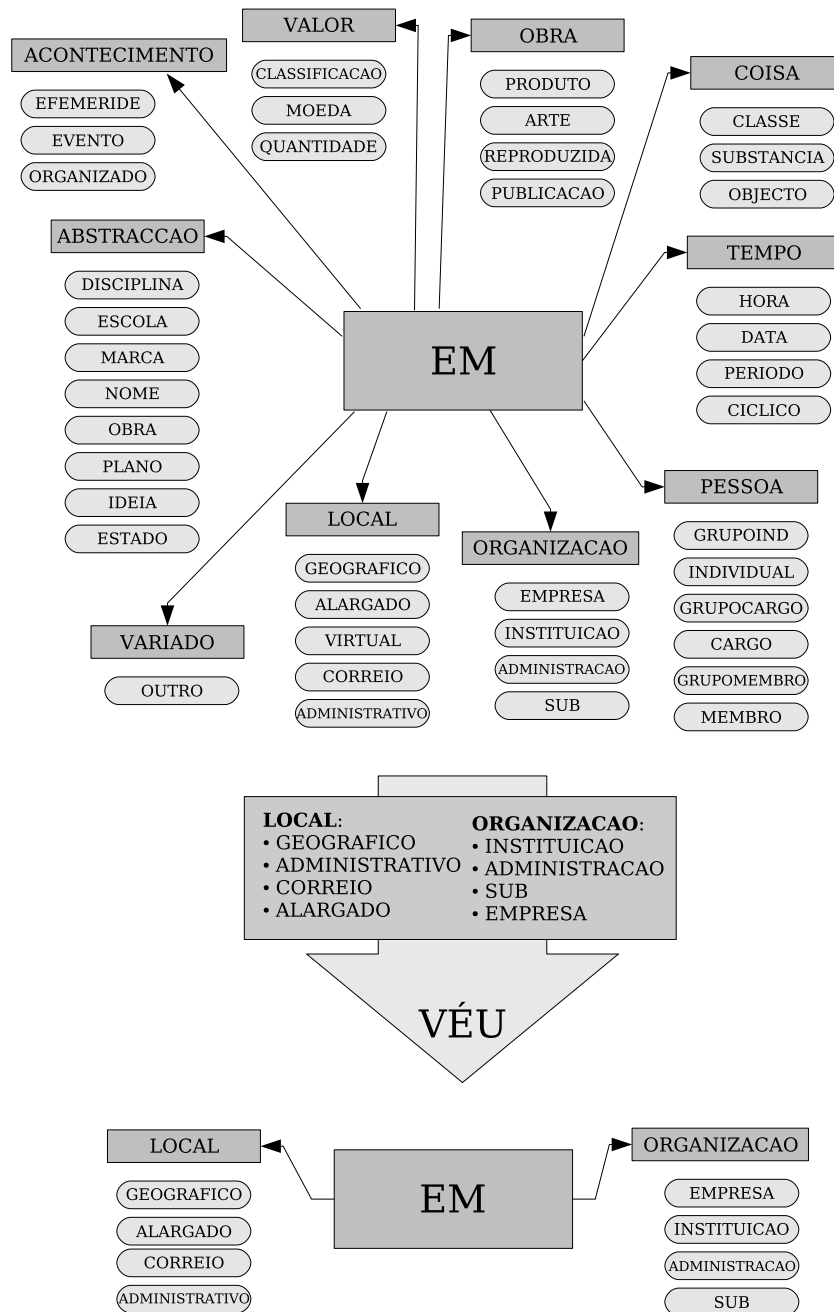 VALOR
CLASSIFICACAO
MOEDA
QUANTIDADE
OBRA
PRODUTO
ARTE
REPRODUZIDA
PUBLICACAO
ACONTECIMENTO
EFEMERIDE
EVENTO
ORGANIZADO
COISA
CLASSE
SUBSTANCIA
OBJECTO
ABSTRACCAO
DISCIPLINA
ESCOLA
MARCA
NOME
OBRA
PLANO
IDEIA
ESTADO
TEMPO
HORA
DATA
PERIODO
CICLICO
EM
PESSOA
GRUPOIND
INDIVIDUAL
GRUPOCARGO
CARGO
GRUPOMEMBRO
MEMBRO
LOCAL
GEOGRAFICO
ALARGADO
VIRTUAL
CORREIO
ADMINISTRATIVO
ORGANIZACAO
EMPRESA
INSTITUICAO
ADMINISTRACAO
SUB
VARIADO
OUTRO
LOCAL:
• GEOGRAFICO
• ADMINISTRATIVO
• CORREIO
• ALARGADO
ORGANIZACAO:
• INSTITUICAO
• ADMINISTRACAO
• SUB
• EMPRESA
VÉU
LOCAL
GEOGRAFICO
ALARGADO
CORREIO
ADMINISTRATIVO
EM
ORGANIZACAO
EMPRESA
INSTITUICAO
ADMINISTRACAO
SUB